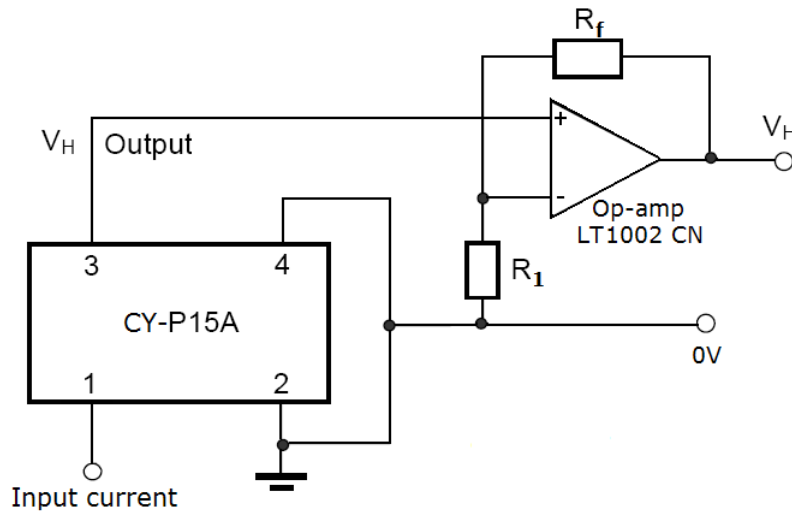 Rf
VH Output
+
VH
-
Op-amp
LT1002 CN
3 4
R1
CY-P15A
0V
1 2
Input current